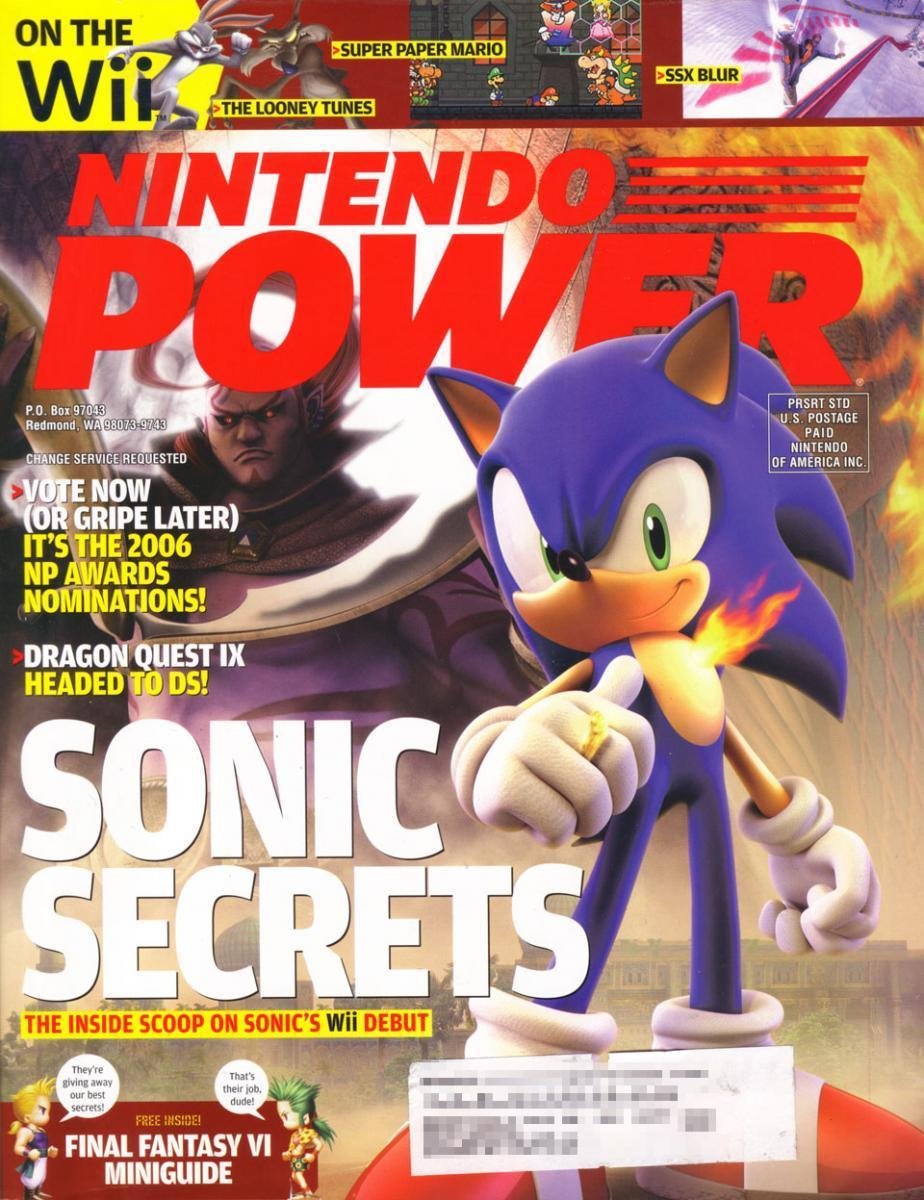 ON THE
Wii™
>THE LOONEY TUNES
>SUPER PAPER MARIO
>SSX BLUR
NINTENDO
POWER®
P.O. Box 97043
Redmond, WA 98073-9743
CHANGE SERVICE REQUESTED
PRSRT STD
U.S. POSTAGE
PAID
NINTENDO
OF AMERICA INC.
>VOTE NOW
(OR GRIPE LATER)
IT'S THE 2006
NP AWARDS
NOMINATIONS!
>DRAGON QUEST IX
HEADED TO DS!
SONIC
SECRETS
THE INSIDE SCOOP ON SONIC'S Wii DEBUT
They're
giving away
our best
secrets!
That's
their job,
dude!
FREE INSIDE!
FINAL FANTASY VI
MINIGUIDE